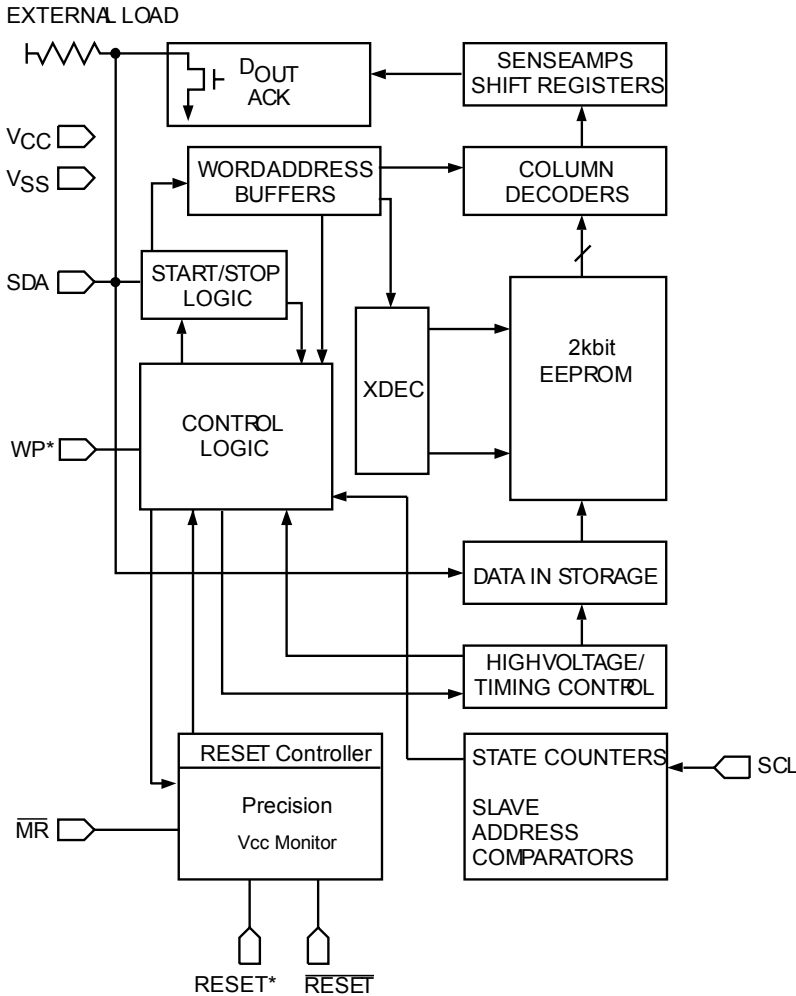 EXTERNAL LOAD
DOUT
ACK
SENSEAMPS
SHIFT REGISTERS
VCC
VSS
WORDADDRESS
BUFFERS
COLUMN
DECODERS
SDA
START/STOP
LOGIC
2kbit
EEPROM
XDEC
CONTROL
LOGIC
WP*
DATA IN STORAGE
HIGHVOLTAGE/
TIMING CONTROL
RESET Controller
STATE COUNTERS
SCL
Precision
Vcc Monitor
SLAVE
ADDRESS
COMPARATORS
M̅R̅
RESET*
R̅E̅S̅E̅T̅